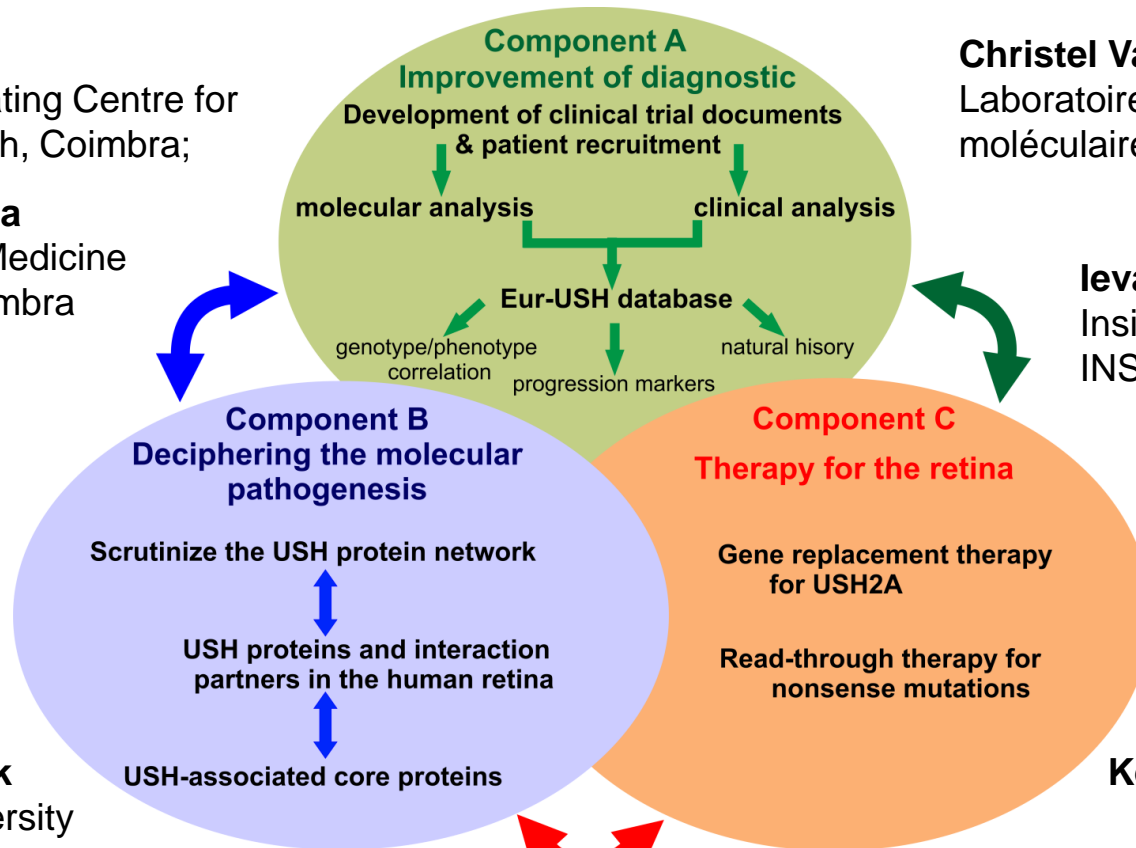 Component A
Improvement of diagnostic
Development of clinical trial documents
& patient recruitment
molecular analysis
clinical analysis
Eur-USH database
genotype/phenotype
correlation
progression markers
natural hisory
ating Centre for
h, Coimbra;
a
Medicine
mbra
Christel Va
Laboratoire
moléculaire
Ieva
Insi
INS
Component B
Deciphering the molecular
pathogenesis
Scrutinize the USH protein network
USH proteins and interaction
partners in the human retina
USH-associated core proteins
Component C
Therapy for the retina
Gene replacement therapy
for USH2A
Read-through therapy for
nonsense mutations
k
ersity